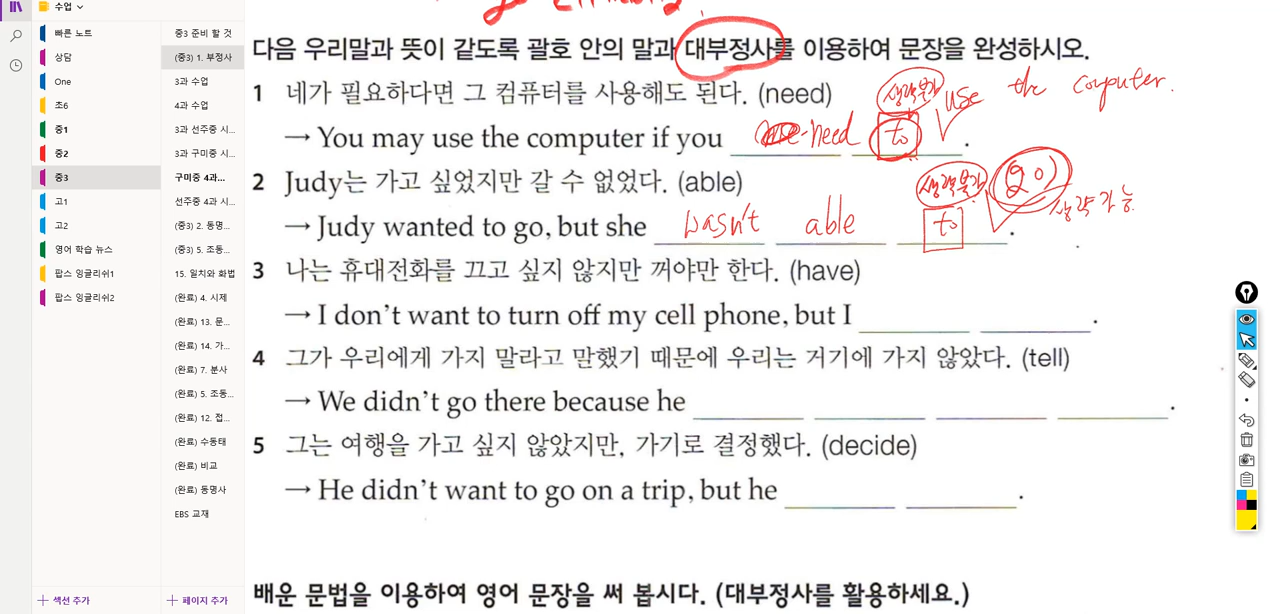 수업
빠른 노트
상담
One
초6
중1
중2
중3
고1
고2
영어 학습 뉴스
팝스 잉글리쉬1
팝스 잉글리쉬2
섹션 추가
중3 준비 할 것
(중3) 1. 부정사
3과 수업
4과 수업
3과 선주중 시...
3과 구미중 시...
구미중 4과...
선주중 4과 시...
(중3) 2. 동명...
(중3) 5. 조동...
15. 일치와 화법
(완료) 4. 시제
(완료) 13. 문...
(완료) 14. 가...
(완료) 7. 분사
(완료) 5. 조동...
(완료) 12. 접...
(완료) 수동태
(완료) 비교
(완료) 동명사
EBS 교재
페이지 추가
다음 우리말과 뜻이 같도록 괄호 안의 말과 대부정사를 이용하여 문장을 완성하시오.
1 네가 필요하다면 그 컴퓨터를 사용해도 된다. (need)
생략불가 use the computer.
→ You may use the computer if you need to.
2 Judy는 가고 싶었지만 갈 수 없었다. (able)
생략불가 go 생략가능
→ Judy wanted to go, but she wasn't able to.
3 나는 휴대전화를 끄고 싶지 않지만 꺼야만 한다. (have)
→ I don't want to turn off my cell phone, but I .
4 그가 우리에게 가지 말라고 말했기 때문에 우리는 거기에 가지 않았다. (tell)
→ We didn't go there because he .
5 그는 여행을 가고 싶지 않았지만, 가기로 결정했다. (decide)
→ He didn't want to go on a trip, but he .
배운 문법을 이용하여 영어 문장을 써 봅시다. (대부정사를 활용하세요.)